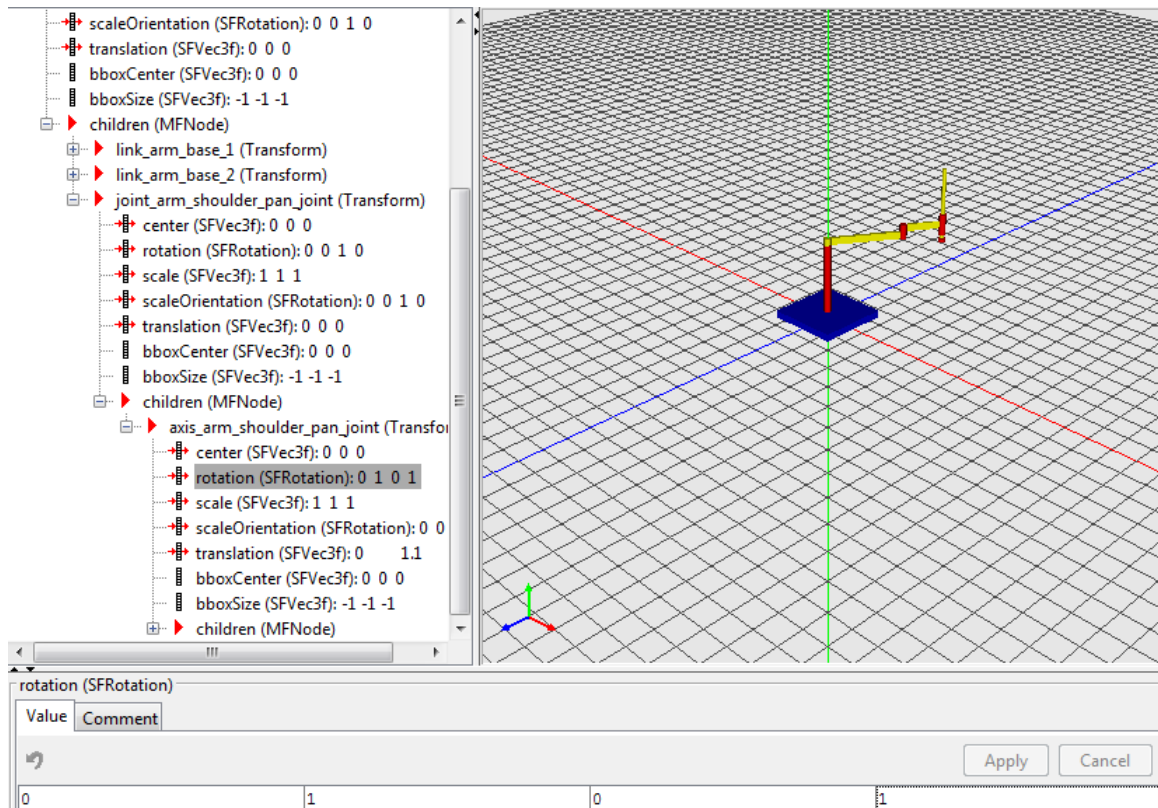 scaleOrientation (SFRotation): 0 0 1 0
translation (SFVec3f): 0 0 0
bboxCenter (SFVec3f): 0 0 0
bboxSize (SFVec3f): -1 -1 -1
children (MFNode)
link_arm_base_1 (Transform)
link_arm_base_2 (Transform)
joint_arm_shoulder_pan_joint (Transform)
center (SFVec3f): 0 0 0
rotation (SFRotation): 0 0 1 0
scale (SFVec3f): 1 1 1
scaleOrientation (SFRotation): 0 0 1 0
translation (SFVec3f): 0 0 0
bboxCenter (SFVec3f): 0 0 0
bboxSize (SFVec3f): -1 -1 -1
children (MFNode)
axis_arm_shoulder_pan_joint (Transfor
center (SFVec3f): 0 0 0
rotation (SFRotation): 0 1 0 1
scale (SFVec3f): 1 1 1
scaleOrientation (SFRotation): 0 0
translation (SFVec3f): 0 1.1
bboxCenter (SFVec3f): 0 0 0
bboxSize (SFVec3f): -1 -1 -1
children (MFNode)
rotation (SFRotation)
Value Comment
Apply Cancel
0 1 0 1